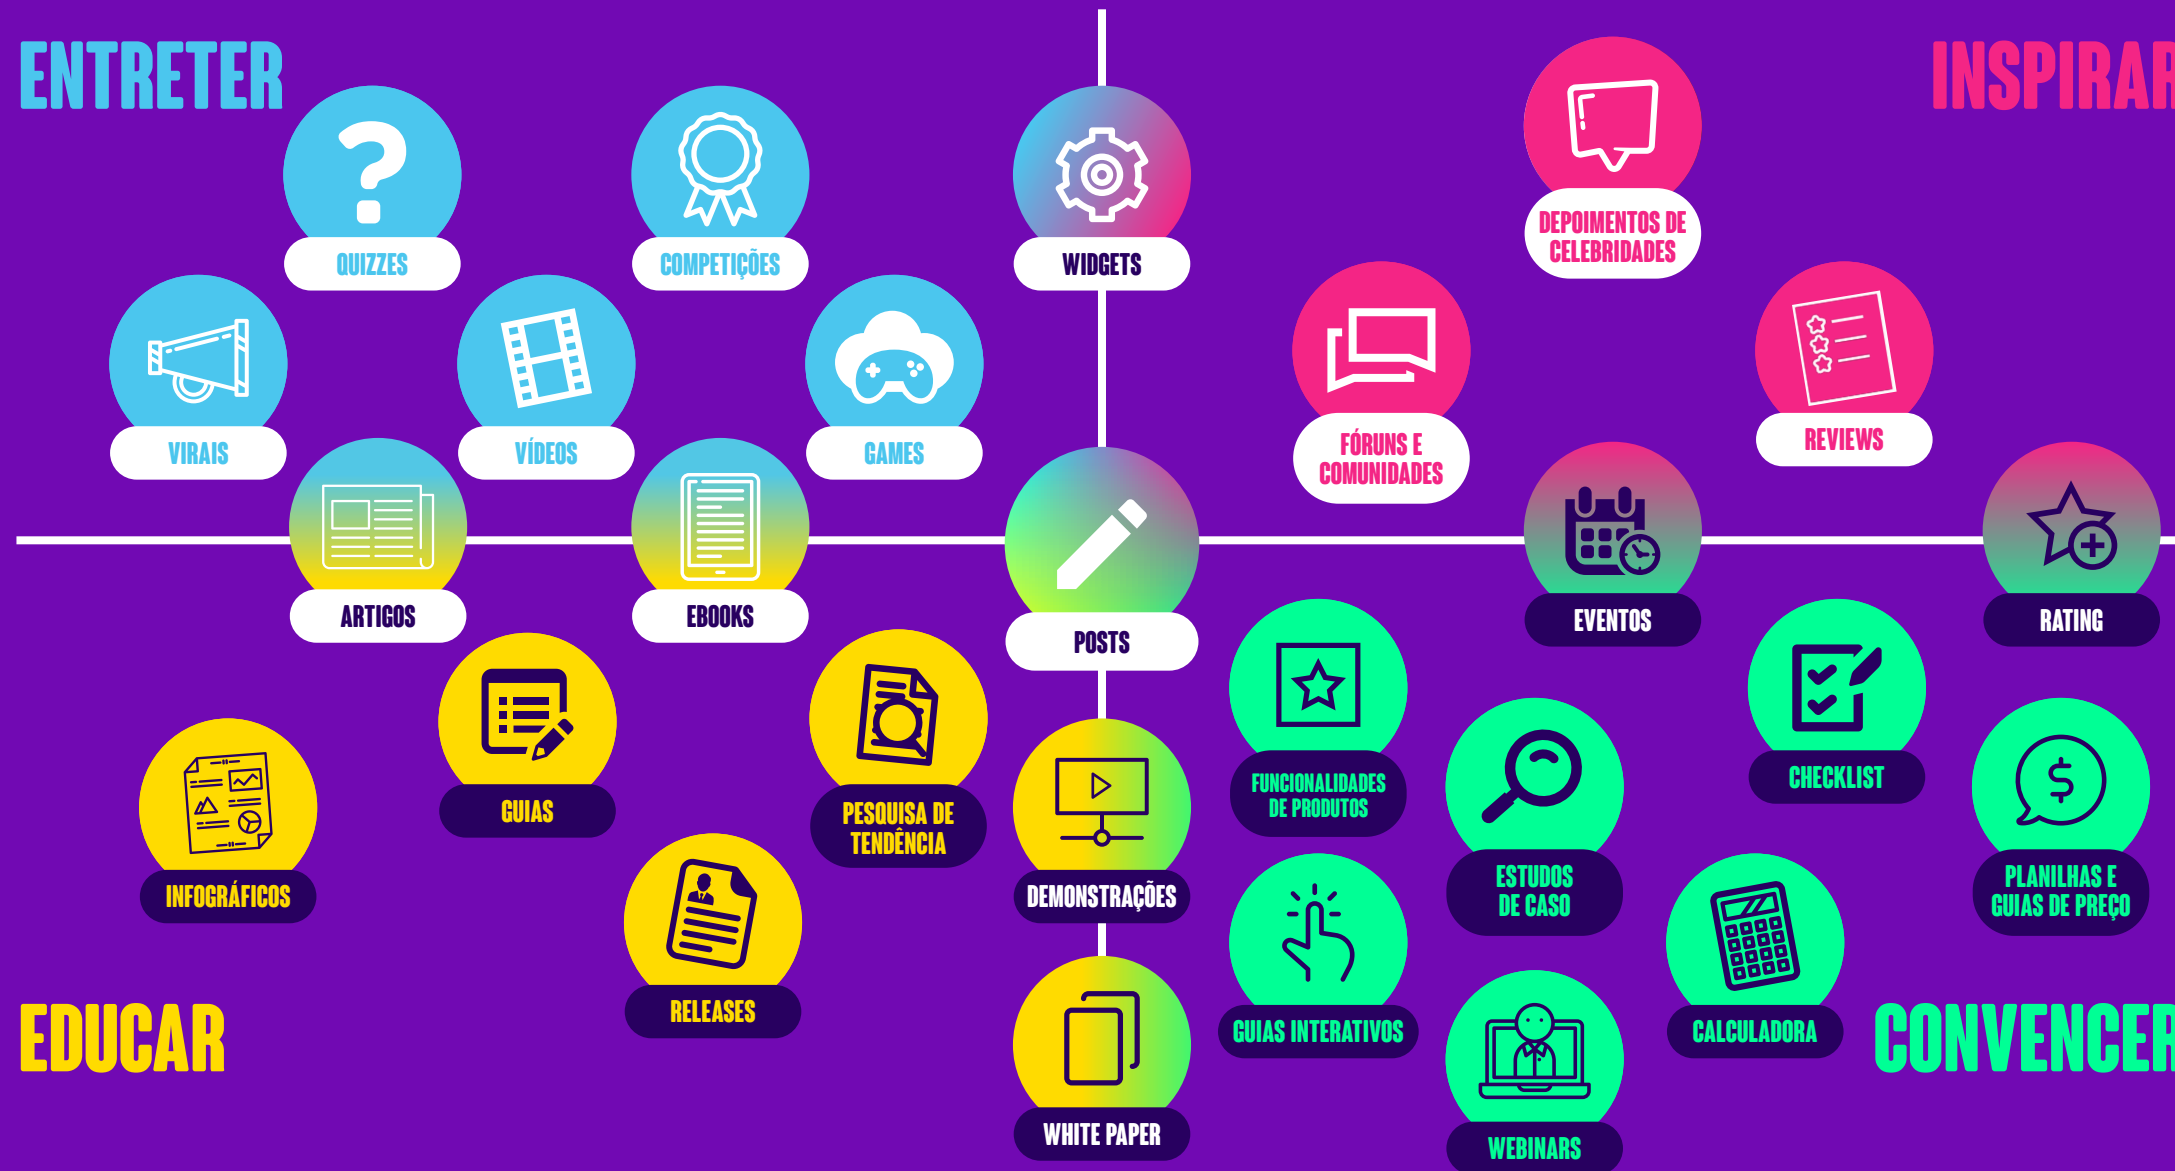 ENTRETER
INSPIRAR
QUIZZES
COMPETIÇÕES
WIDGETS
DEPOIMENTOS DE
CELEBRIDADES
VIRAIS
VÍDEOS
GAMES
FÓRUNS E
COMUNIDADES
REVIEWS
ARTIGOS
EBOOKS
POSTS
EVENTOS
RATING
INFOGRÁFICOS
GUIAS
RELEASES
PESQUISA DE
TENDÊNCIA
DEMONSTRAÇÕES
WHITE PAPER
FUNCIONALIDADES
DE PRODUTOS
GUIAS INTERATIVOS
ESTUDOS
DE CASO
WEBINARS
CHECKLIST
CALCULADORA
PLANILHAS E
GUIAS DE PREÇO
EDUCAR
CONVENCER